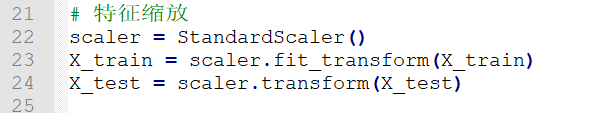 21 # 特征缩放
22 scaler = StandardScaler()
23 X_train = scaler.fit_transform(X_train)
24 X_test = scaler.transform(X_test)
25